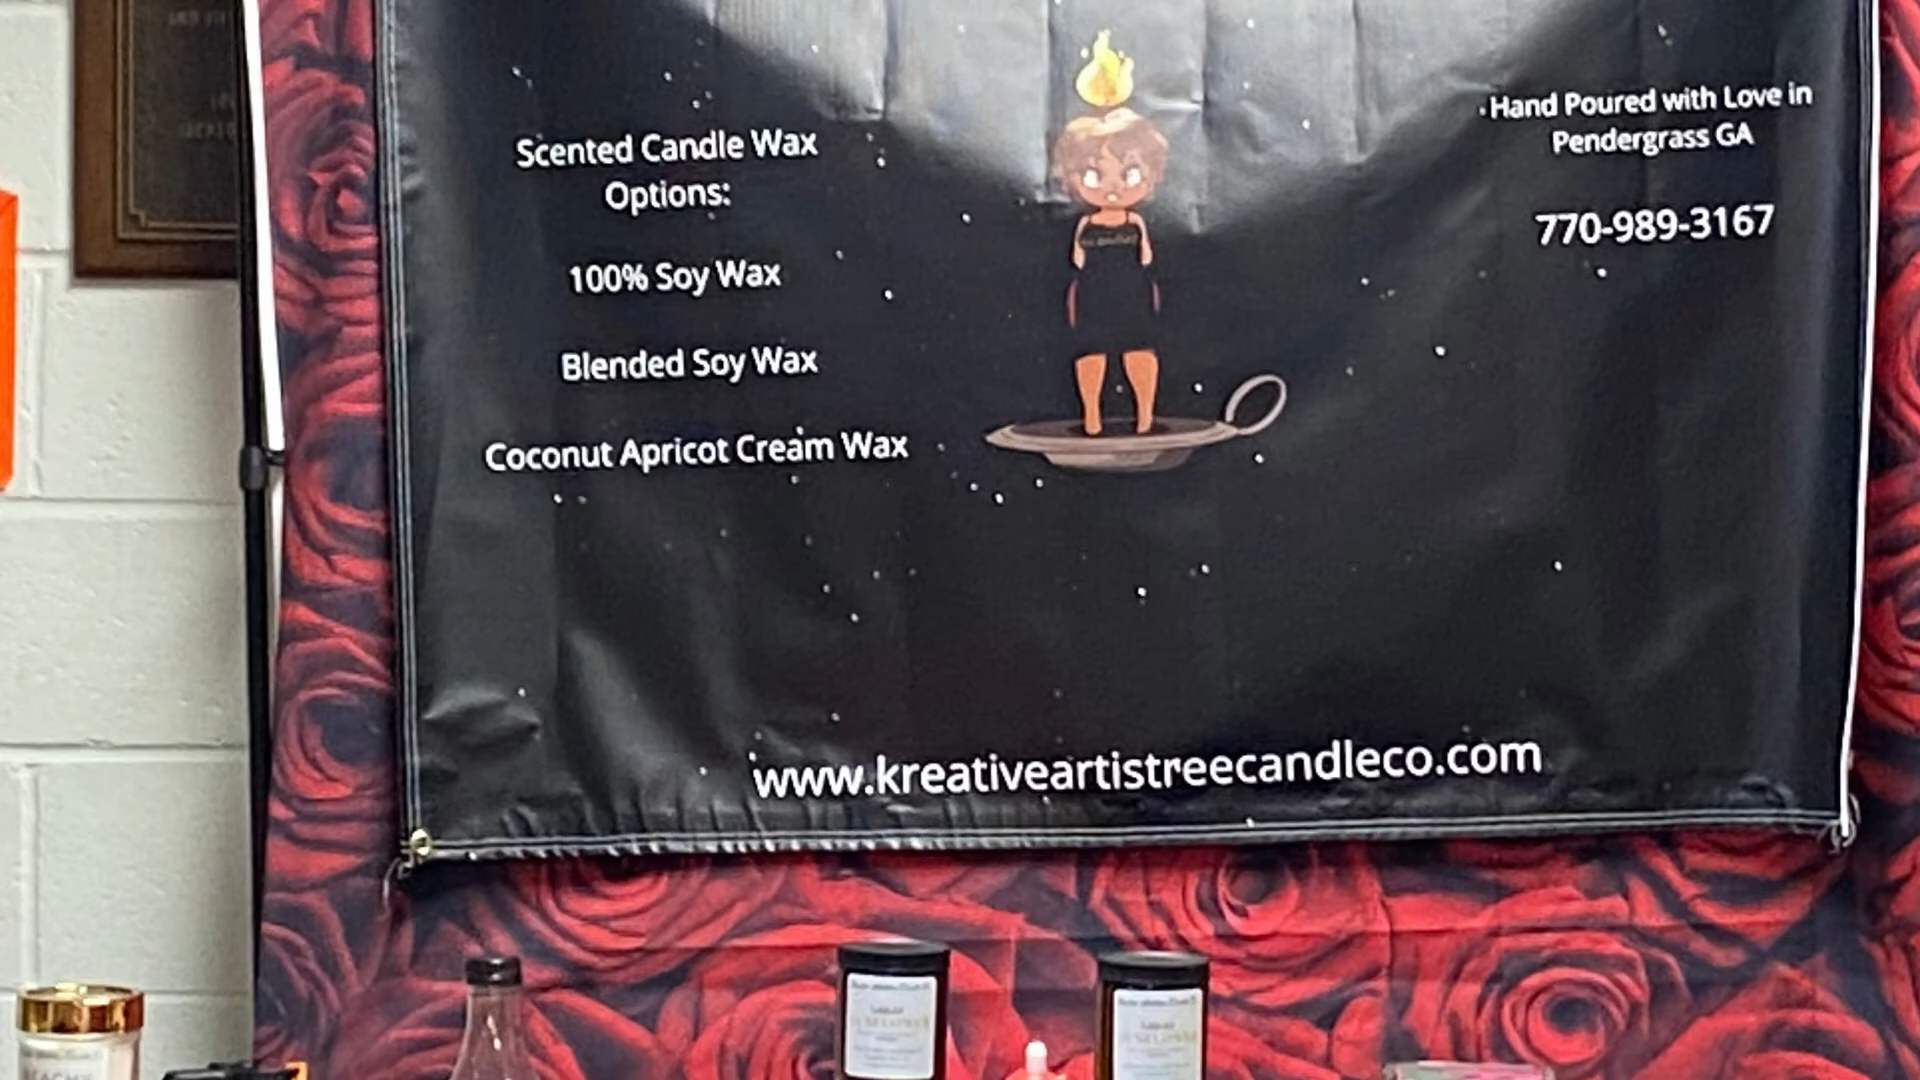 Scented Candle Wax
Options:
100% Soy Wax
Blended Soy Wax
Coconut Apricot Cream Wax
Hand Poured with Love in
Pendergrass GA
770-989-3167
www.kreativeartistreecandleco.com